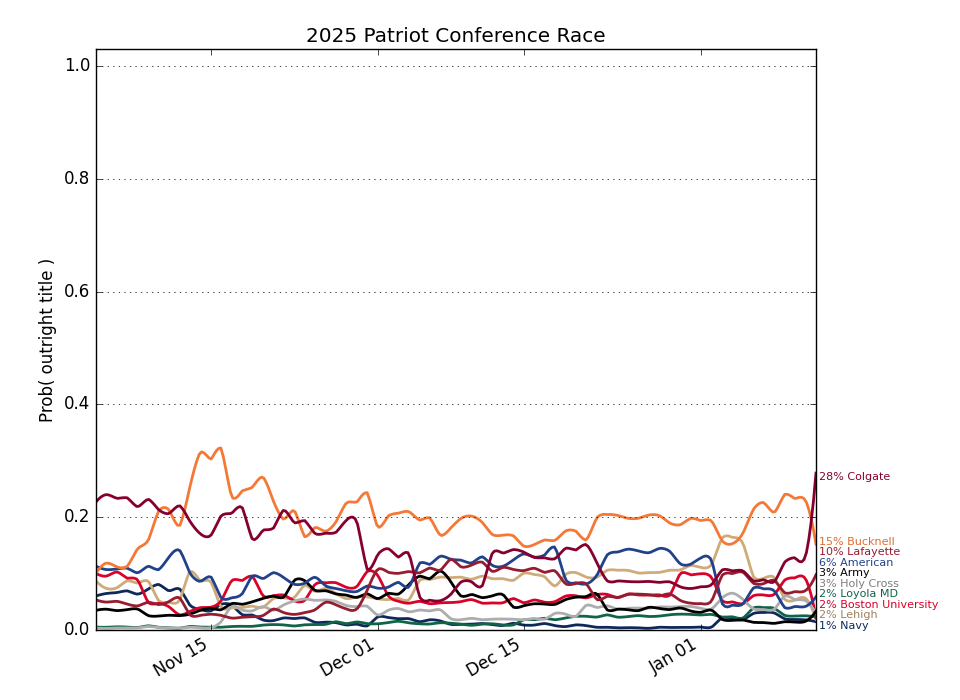 2025 Patriot Conference Race
Prob( outright title )
1.0
0.8
0.6
0.4
0.2
0.0
Nov 15
Dec 01
Dec 15
Jan 01
28% Colgate
15% Bucknell
10% Lafayette
6% American
3% Army
3% Holy Cross
2% Loyola MD
2% Boston University
2% Lehigh
1% Navy